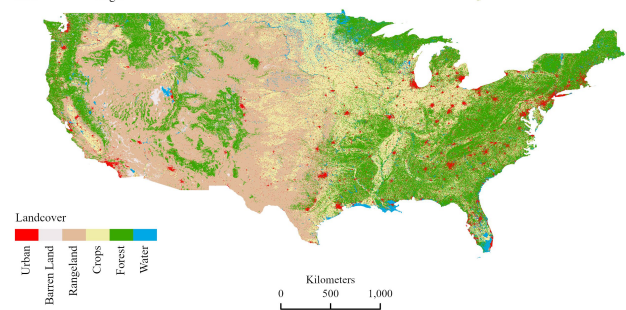 Landcover
Urban
Barren Land
Rangeland
Crops
Forest
Water
Kilometers
0 500 1,000